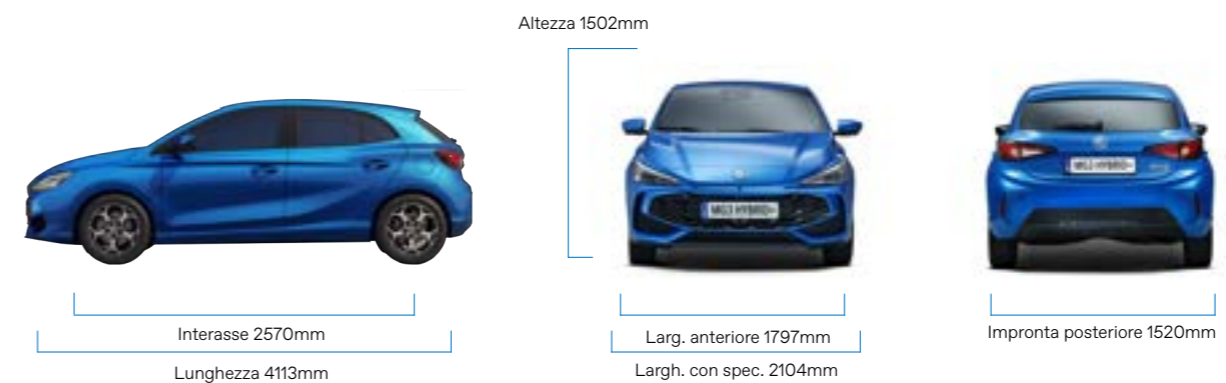 Altezza 1502mm
MG3 HYBRID+
MG3 HYBRID+
Interasse 2570mm
Larg. anteriore 1797mm
Impronta posteriore 1520mm
Lunghezza 4113mm
Largh. con spec. 2104mm